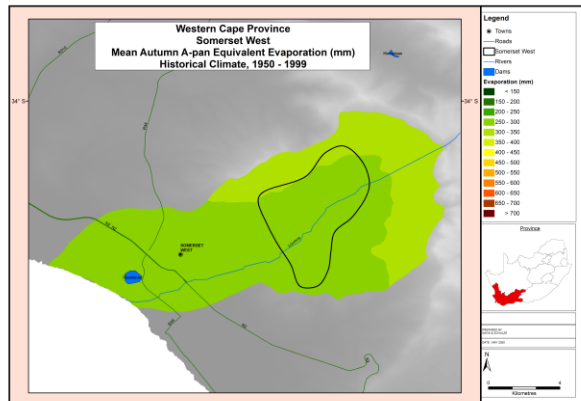 Western Cape Province
Somerset West
Mean Autumn A-pan Equivalent Evaporation (mm)
Historical Climate, 1950 - 1999
34° S
34° S
SOMERSET
WEST
Legend
Towns
Roads
Somerset West
Rivers
Dams
Evaporation (mm)
< 150
150 - 200
200 - 250
250 - 300
300 - 350
350 - 400
400 - 450
450 - 500
500 - 550
550 - 600
600 - 650
650 - 700
> 700
Province
N
0
4
Kilometres